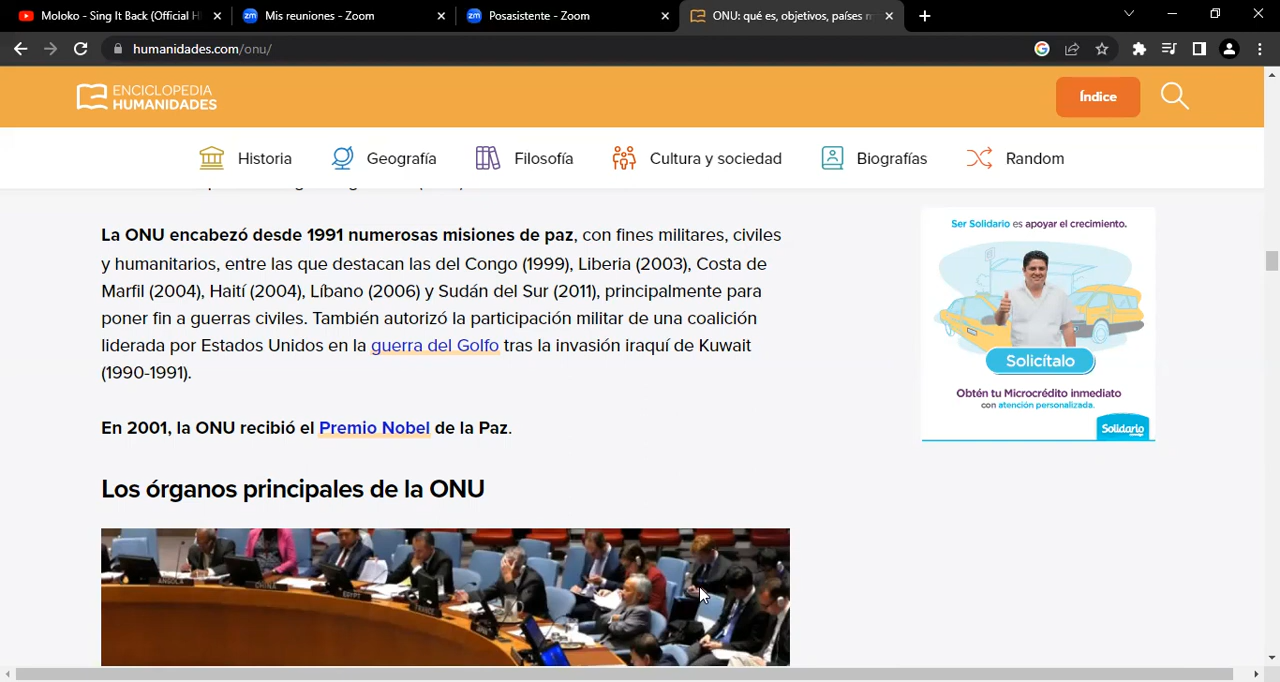 Moloko - Sing It Back (Official H
Mis reuniones - Zoom
Posasistente - Zoom
ONU: qué es, objetivos, países m
humanidades.com/onu/
ENCICLOPEDIA
HUMANIDADES
Índice
Historia
Geografía
Filosofía
Cultura y sociedad
Biografías
Random
La ONU encabezó desde 1991 numerosas misiones de paz, con fines militares, civiles
y humanitarios, entre las que destacan las del Congo (1999), Liberia (2003), Costa de
Marfil (2004), Haití (2004), Líbano (2006) y Sudán del Sur (2011), principalmente para
poner fin a guerras civiles. También autorizó la participación militar de una coalición
liderada por Estados Unidos en la guerra del Golfo tras la invasión iraquí de Kuwait
(1990-1991).
En 2001, la ONU recibió el Premio Nobel de la Paz.
Los órganos principales de la ONU
ANGOLA
CHINA
EGYPT
FRANCE
Ser Solidario es apoyar el crecimiento.
Solicítalo
Obtén tu Microcrédito inmediato
con atención personalizada.
Solidario